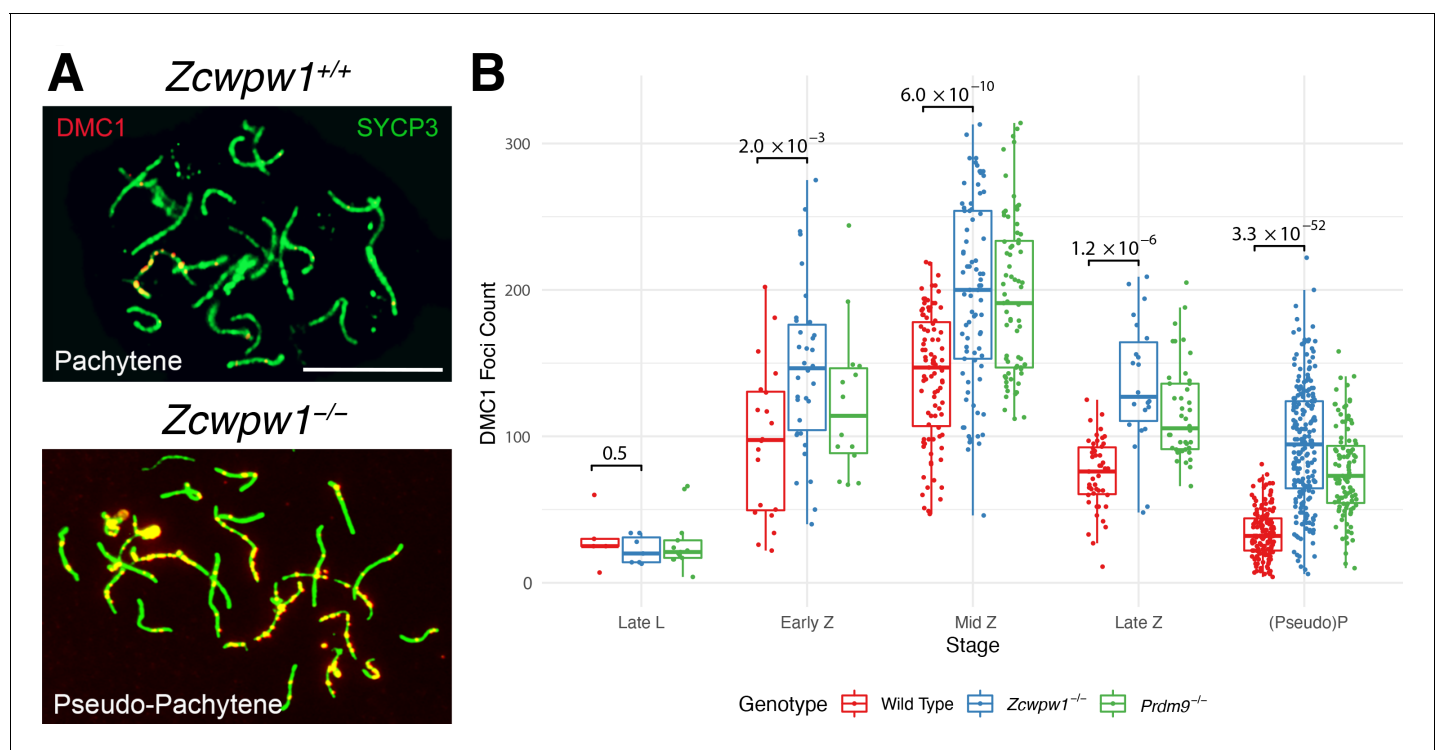 A
Zcwpw1+/+
DMC1
SYCP3
Pachytene
Zcwpw1–/–
Pseudo-Pachytene
B
DMC1 Foci Count
300
200
100
0
0.5
2.0 ×10−3
6.0 ×10−10
1.2 ×10−6
3.3 ×10−52
Late L
Early Z
Mid Z
Late Z
(Pseudo)P
Stage
Genotype
Wild Type
Zcwpw1−/−
Prdm9−/−